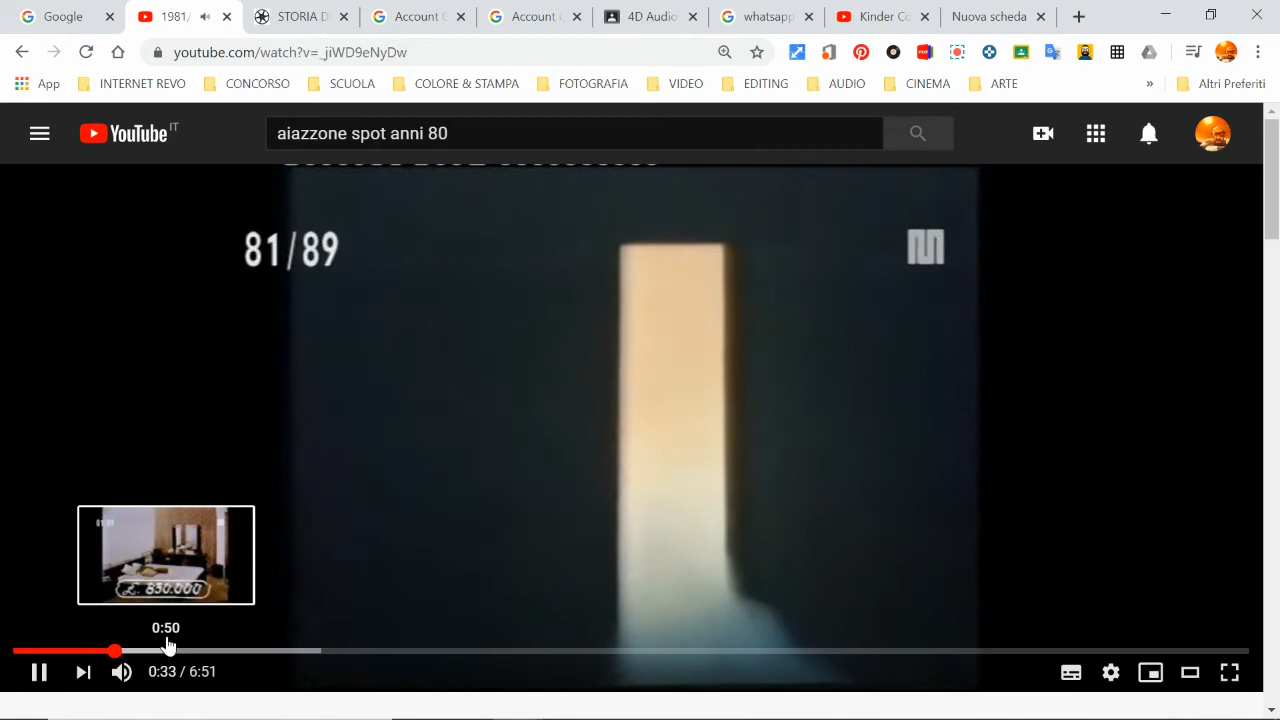 Google
1981/
STORIA D
Account G
Account G
4D Audio
whatsapp
Kinder Co
Nuova scheda
youtube.com/watch?v=_jiWD9eNyDw
App
INTERNET REVO
CONCORSO
SCUOLA
COLORE & STAMPA
FOTOGRAFIA
VIDEO
EDITING
AUDIO
CINEMA
ARTE
»
Altri Preferiti
YouTube IT
aiazzone spot anni 80
81/89
£. 830.000
0:50
0:33 / 6:51